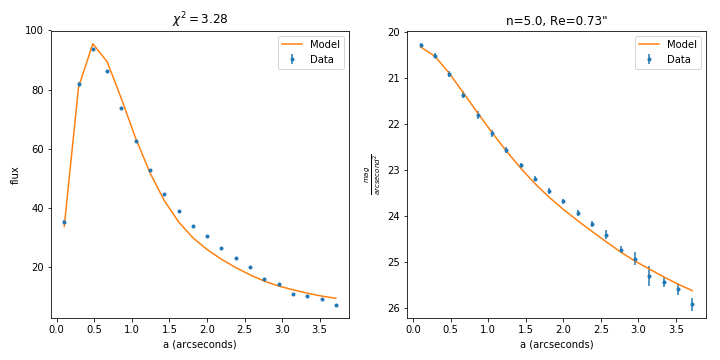 χ² = 3.28
Model
Data
flux
100
80
60
40
20
0.0 0.5 1.0 1.5 2.0 2.5 3.0 3.5
a (arcseconds)
n=5.0, Re=0.73"
Model
Data
mag/arcsecond²
20
21
22
23
24
25
26
0.0 0.5 1.0 1.5 2.0 2.5 3.0 3.5
a (arcseconds)